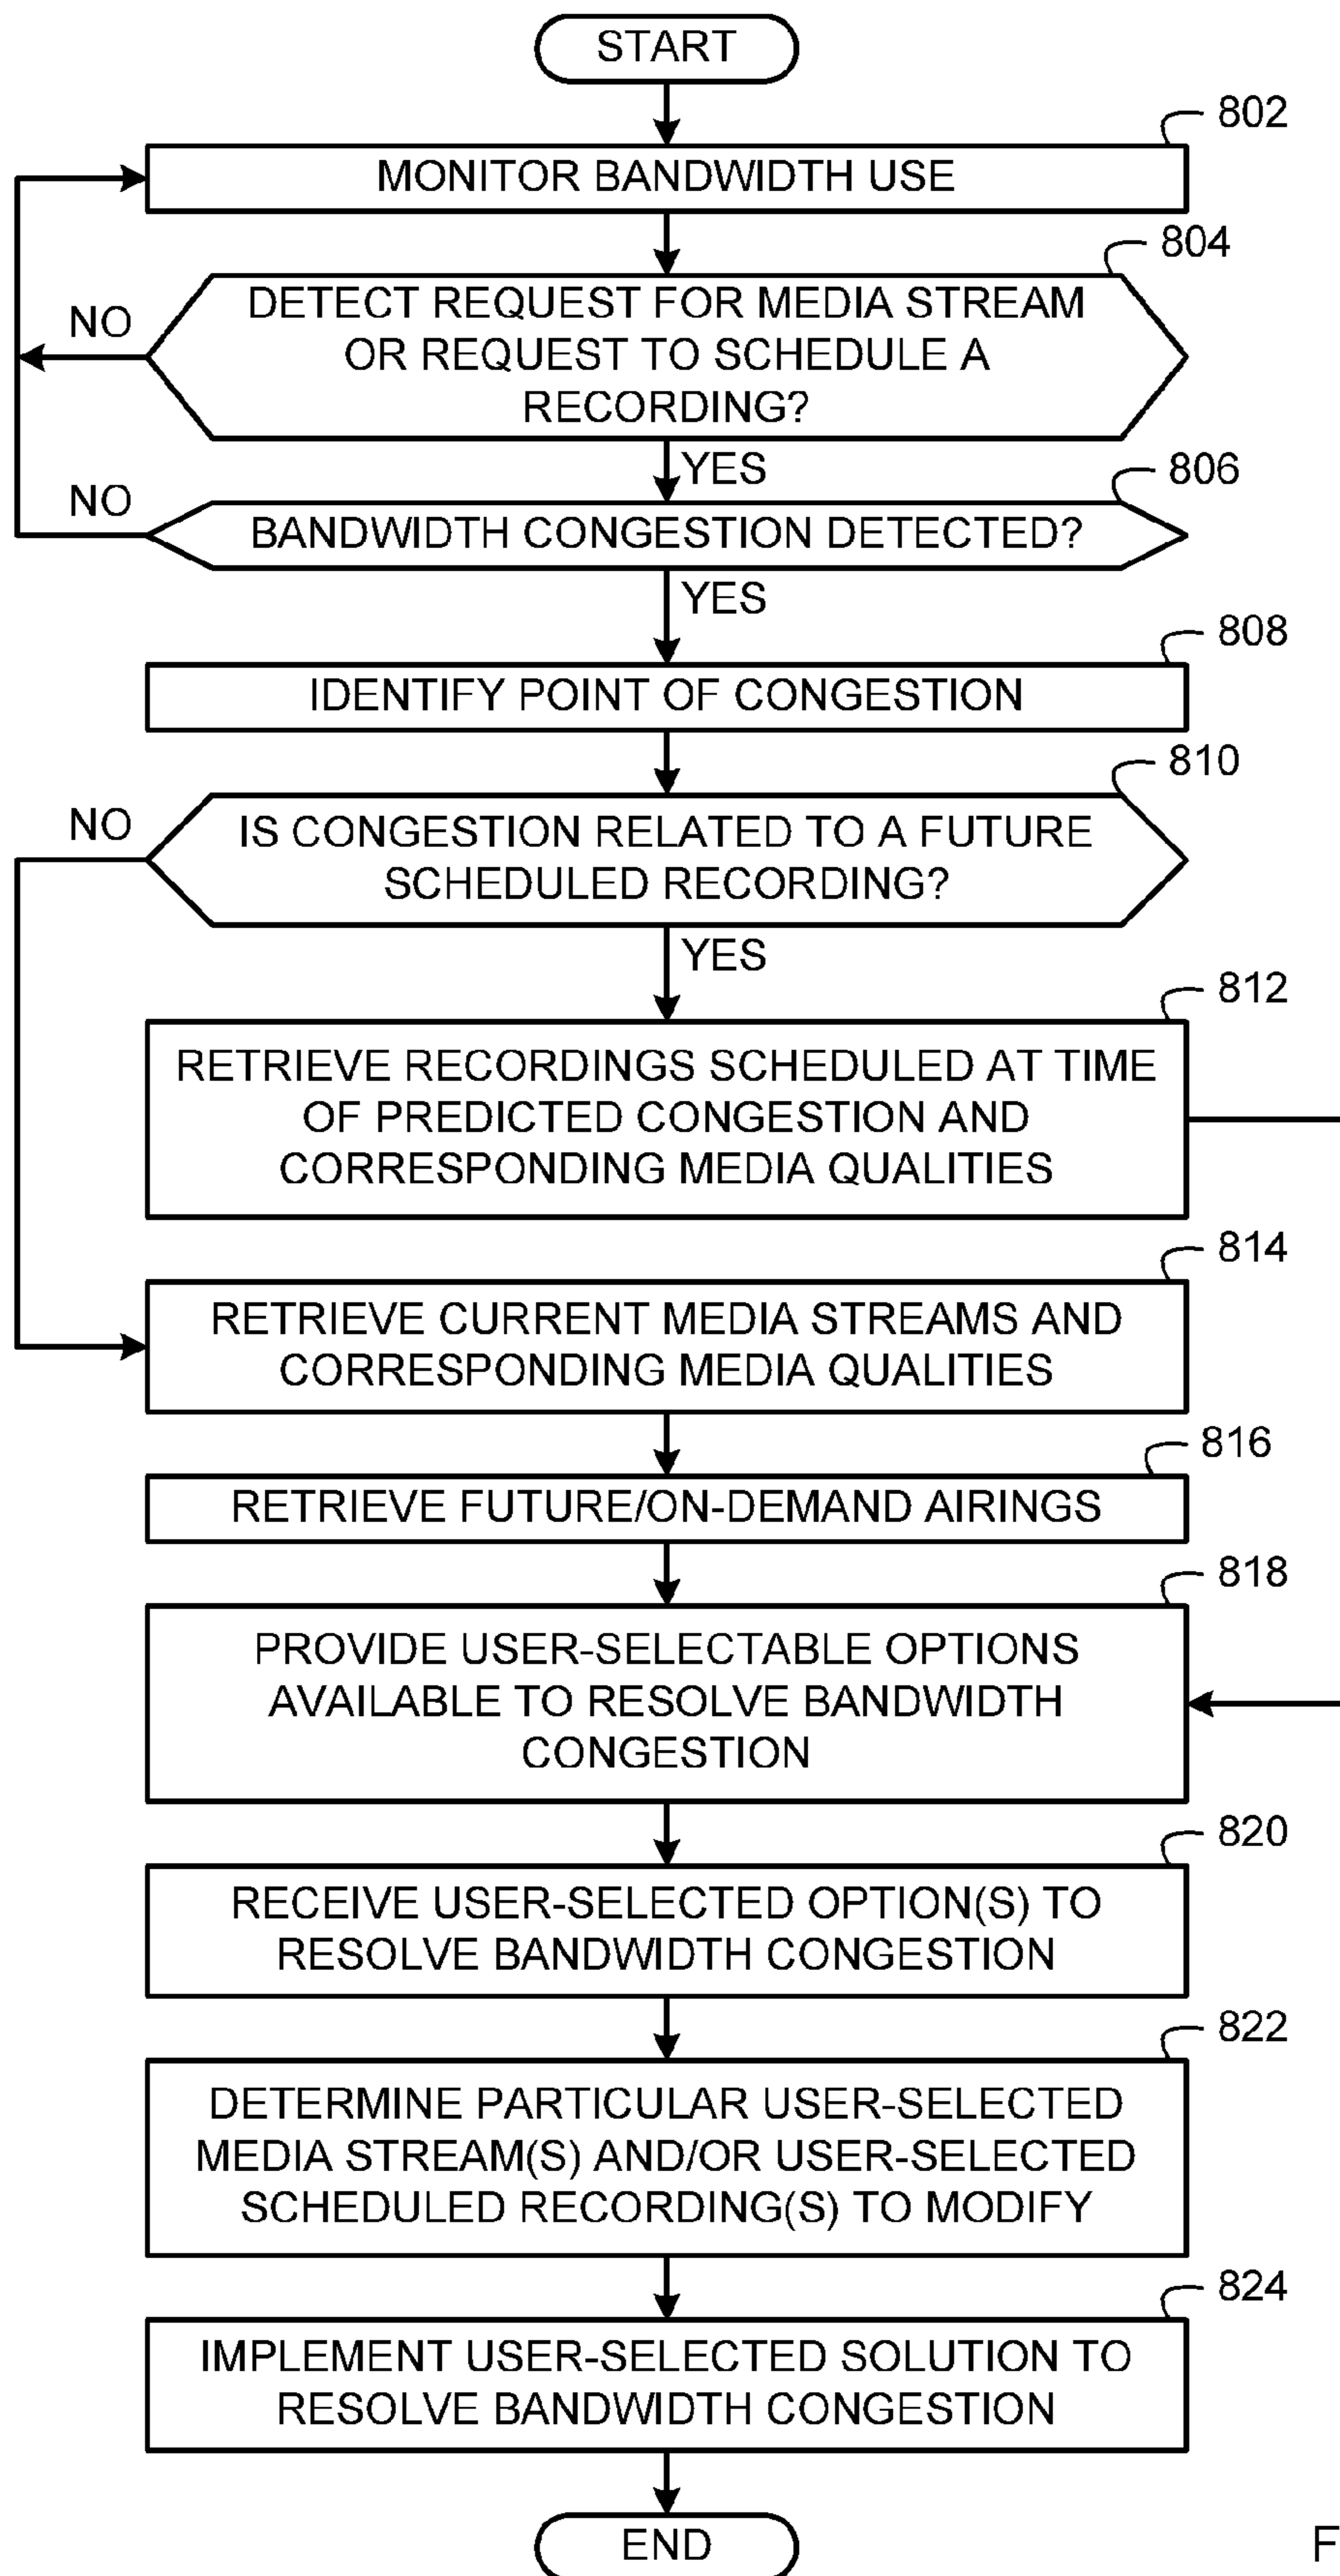 START
802
MONITOR BANDWIDTH USE
804
DETECT REQUEST FOR MEDIA STREAM
OR REQUEST TO SCHEDULE A
RECORDING?
NO
YES
806
NO
BANDWIDTH CONGESTION DETECTED?
YES
808
IDENTIFY POINT OF CONGESTION
810
NO
IS CONGESTION RELATED TO A FUTURE
SCHEDULED RECORDING?
YES
812
RETRIEVE RECORDINGS SCHEDULED AT TIME
OF PREDICTED CONGESTION AND
CORRESPONDING MEDIA QUALITIES
814
RETRIEVE CURRENT MEDIA STREAMS AND
CORRESPONDING MEDIA QUALITIES
816
RETRIEVE FUTURE/ON-DEMAND AIRINGS
818
PROVIDE USER-SELECTABLE OPTIONS
AVAILABLE TO RESOLVE BANDWIDTH
CONGESTION
820
RECEIVE USER-SELECTED OPTION(S) TO
RESOLVE BANDWIDTH CONGESTION
822
DETERMINE PARTICULAR USER-SELECTED
MEDIA STREAM(S) AND/OR USER-SELECTED
SCHEDULED RECORDING(S) TO MODIFY
824
IMPLEMENT USER-SELECTED SOLUTION TO
RESOLVE BANDWIDTH CONGESTION
END
F